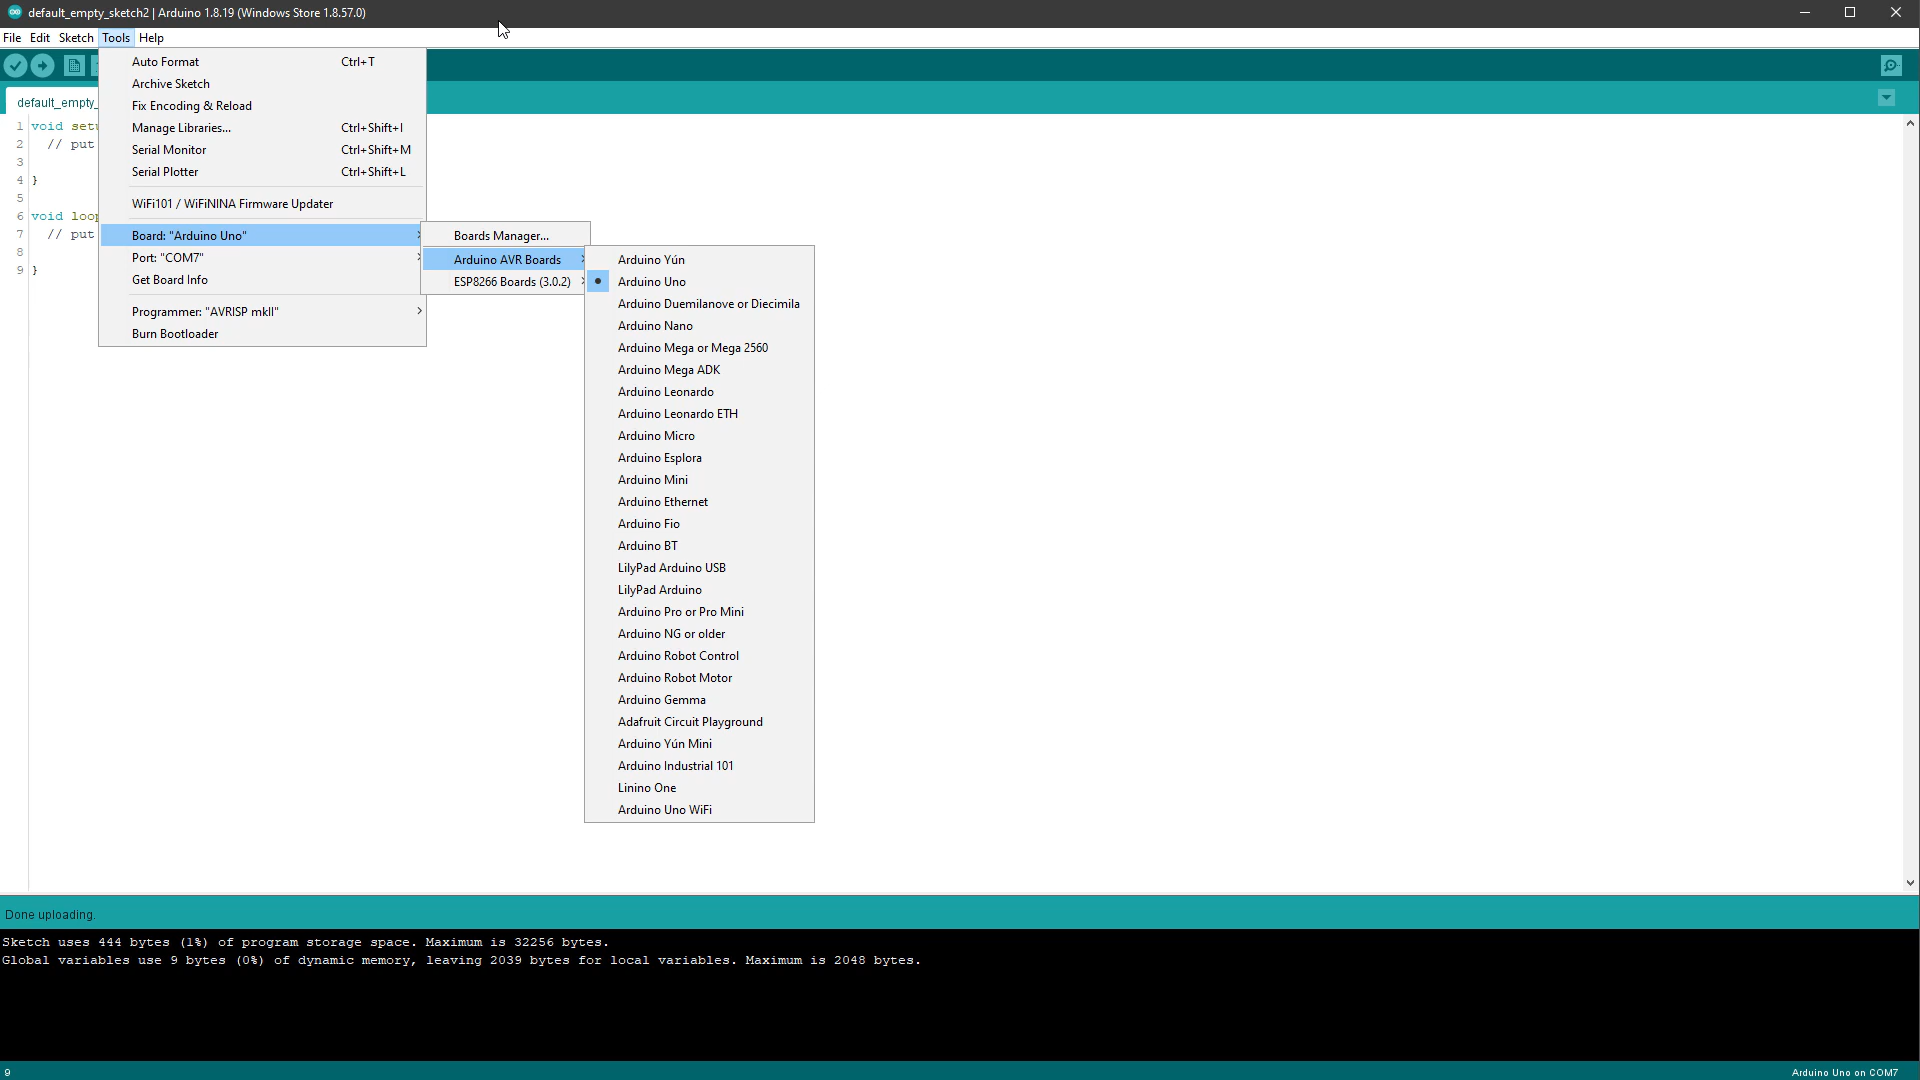 default_empty_sketch2 | Arduino 1.8.19 (Windows Store 1.8.57.0)
File Edit Sketch Tools Help
default_empty_
1 void setu
2 // put
3
4 }
5
6 void loop
7 // put
8
9 }
Auto Format Ctrl+T
Archive Sketch
Fix Encoding & Reload
Manage Libraries... Ctrl+Shift+I
Serial Monitor Ctrl+Shift+M
Serial Plotter Ctrl+Shift+L
WiFi101 / WiFiNINA Firmware Updater
Board: "Arduino Uno"
Port: "COM7"
Get Board Info
Programmer: "AVRISP mkII"
Burn Bootloader
Boards Manager...
Arduino AVR Boards
ESP8266 Boards (3.0.2)
Arduino Yún
Arduino Uno
Arduino Duemilanove or Diecimila
Arduino Nano
Arduino Mega or Mega 2560
Arduino Mega ADK
Arduino Leonardo
Arduino Leonardo ETH
Arduino Micro
Arduino Esplora
Arduino Mini
Arduino Ethernet
Arduino Fio
Arduino BT
LilyPad Arduino USB
LilyPad Arduino
Arduino Pro or Pro Mini
Arduino NG or older
Arduino Robot Control
Arduino Robot Motor
Arduino Gemma
Adafruit Circuit Playground
Arduino Yún Mini
Arduino Industrial 101
Linino One
Arduino Uno WiFi
Done uploading.
Sketch uses 444 bytes (1%) of program storage space. Maximum is 32256 bytes.
Global variables use 9 bytes (0%) of dynamic memory, leaving 2039 bytes for local variables. Maximum is 2048 bytes.
9 Arduino Uno on COM7